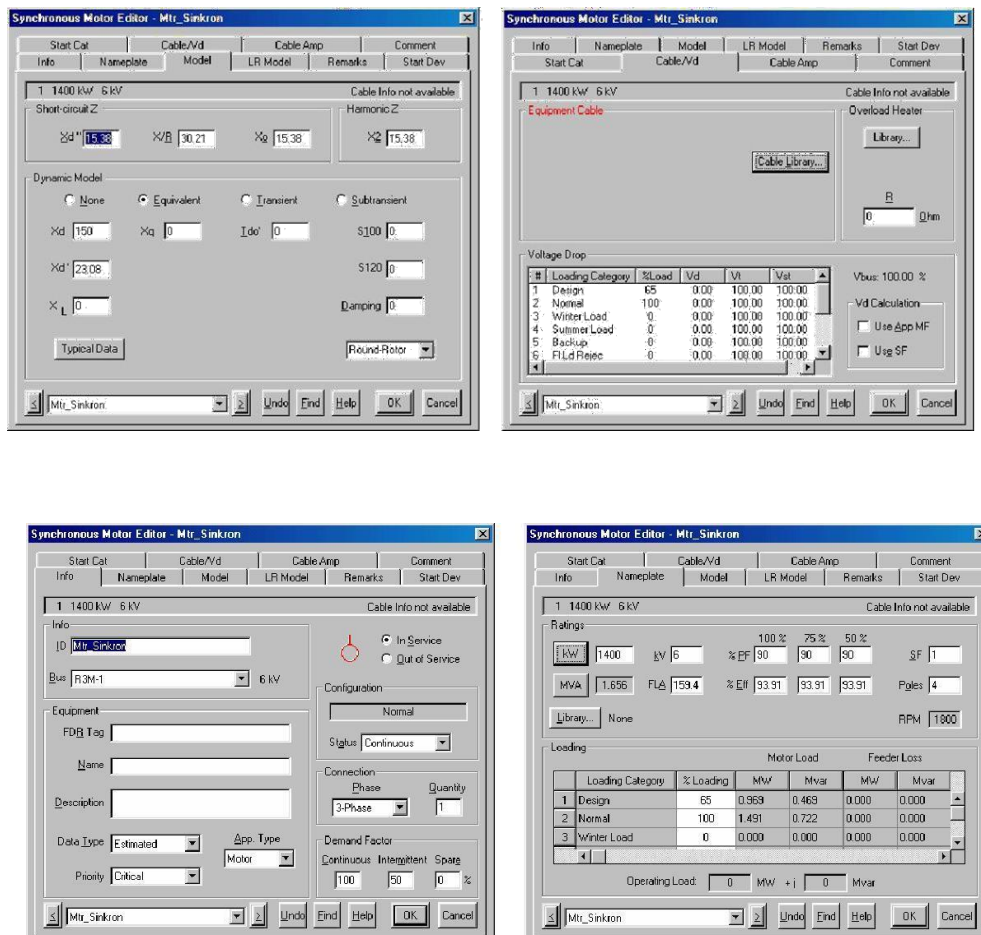 Synchronous Motor Editor - Mtr_Sinkron
Start Cat Cable/Vd Cable Amp Comment
Info Nameplate Model LR Model Remarks Start Dev
1 1400 kW 6 kV Cable Info not available
Short-circuit Z Harmonic Z
Xd" 15.38 X/R 30.21 Xo 15.38 X2 15.38
Dynamic Model
None Equivalent Transient Subtransient
Xd 150 Xq 0 Tdo' 0 S100 0
Xd' 23.08 S120 0
XL 0 Damping 0
Typical Data Round-Rotor
< Mtr_Sinkron > Undo Find Help OK Cancel
Synchronous Motor Editor - Mtr_Sinkron
Info Nameplate Model LR Model Remarks Start Dev
Start Cat Cable/Vd Cable Amp Comment
1 1400 kW 6 kV Cable Info not available
Equipment Cable Overload Heater
Library...
Cable Library...
R
0 Ohm
Voltage Drop
# Loading Category %Load Vd Vt Vst
1 Design 65 0.00 100.00 100.00
2 Normal 100 0.00 100.00 100.00
3 Winter Load 0 0.00 100.00 100.00
4 Summer Load 0 0.00 100.00 100.00
5 Backup 0 0.00 100.00 100.00
6 Fl.Ld Rejec 0 0.00 100.00 100.00
Vbus: 100.00 %
Vd Calculation
Use App MF
Use SF
< Mtr_Sinkron > Undo Find Help OK Cancel
Synchronous Motor Editor - Mtr_Sinkron
Start Cat Cable/Vd Cable Amp Comment
Info Nameplate Model LR Model Remarks Start Dev
1 1400 kW 6 kV Cable Info not available
Info
ID Mtr_Sinkron
Bus R3M-1 6 kV
In Service
Out of Service
Configuration
Normal
Status Continuous
Equipment
FDR Tag
Name
Description
Data Type Estimated App. Type
Motor
Priority Critical
Connection
Phase Quantity
3-Phase 1
Demand Factor
Continuous Intermittent Spare
100 50 0 %
< Mtr_Sinkron > Undo Find Help OK Cancel
Synchronous Motor Editor - Mtr_Sinkron
Start Cat Cable/Vd Cable Amp Comment
Info Nameplate Model LR Model Remarks Start Dev
1 1400 kW 6 kV Cable Info not available
Ratings
100 % 75 % 50 %
kW 1400 kV 6 % PF 90 90 90 SF 1
MVA 1.656 FLA 159.4 % Eff 93.91 93.91 93.91 Poles 4
Library... None RPM 1800
Loading
Motor Load Feeder Loss
Loading Category % Loading MW Mvar MW Mvar
1 Design 65 0.969 0.469 0.000 0.000
2 Normal 100 1.491 0.722 0.000 0.000
3 Winter Load 0 0.000 0.000 0.000 0.000
Operating Load: 0 MW + j 0 Mvar
< Mtr_Sinkron > Undo Find Help OK Cancel